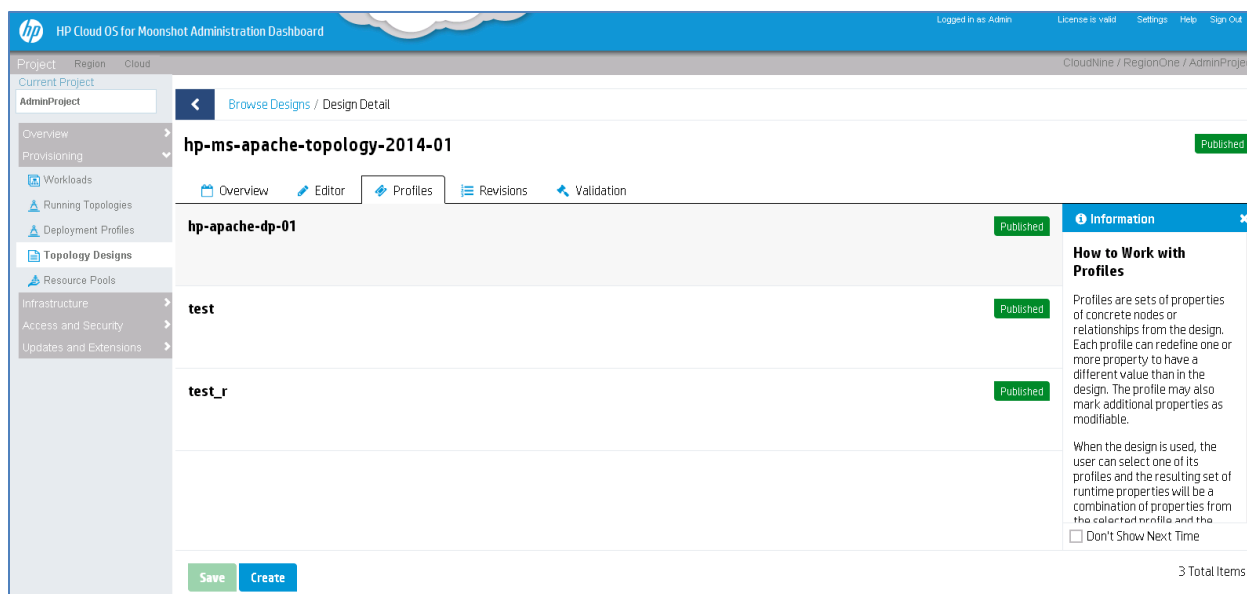 hp HP Cloud OS for Moonshot Administration Dashboard
Logged in as Admin License is valid Settings Help Sign Out
Project Region Cloud
CloudNine / RegionOne / AdminProje
Current Project
AdminProject
Overview
Provisioning
Workloads
Running Topologies
Deployment Profiles
Topology Designs
Resource Pools
Infrastructure
Access and Security
Updates and Extensions
Browse Designs / Design Detail
hp-ms-apache-topology-2014-01
Published
Overview Editor Profiles Revisions Validation
hp-apache-dp-01 Published
test Published
test_r Published
Information
How to Work with
Profiles
Profiles are sets of properties
of concrete nodes or
relationships from the design.
Each profile can redefine one or
more property to have a
different value than in the
design. The profile may also
mark additional properties as
modifiable.
When the design is used, the
user can select one of its
profiles and the resulting set of
runtime properties will be a
combination of properties from
the selected profile and the
Don't Show Next Time
Save Create
3 Total Items